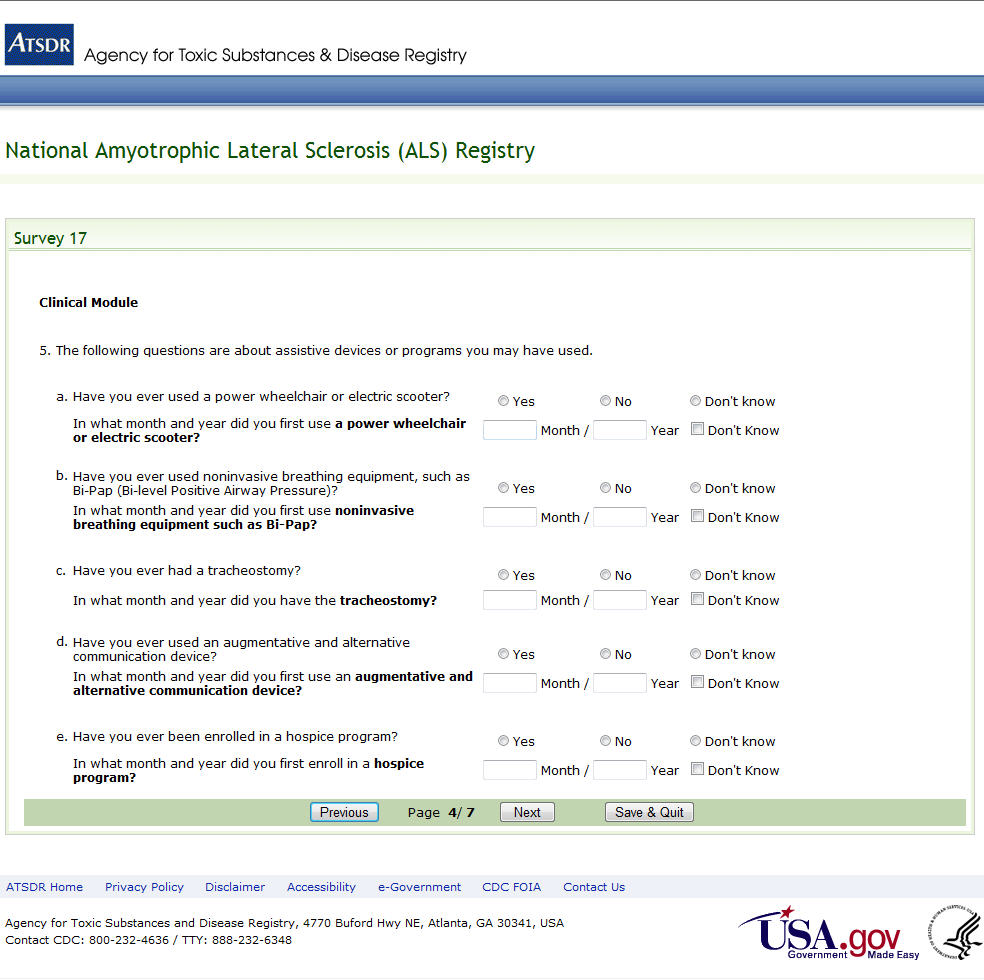 ATSDR
Agency for Toxic Substances & Disease Registry
National Amyotrophic Lateral Sclerosis (ALS) Registry
Survey 17
Clinical Module
5. The following questions are about assistive devices or programs you may have used.
a. Have you ever used a power wheelchair or electric scooter? Yes No Don't know
In what month and year did you first use a power wheelchair
or electric scooter? Month / Year Don't Know
b. Have you ever used noninvasive breathing equipment, such as
Bi-Pap (Bi-level Positive Airway Pressure)? Yes No Don't know
In what month and year did you first use noninvasive
breathing equipment such as Bi-Pap? Month / Year Don't Know
c. Have you ever had a tracheostomy? Yes No Don't know
In what month and year did you have the tracheostomy? Month / Year Don't Know
d. Have you ever used an augmentative and alternative
communication device? Yes No Don't know
In what month and year did you first use an augmentative and
alternative communication device? Month / Year Don't Know
e. Have you ever been enrolled in a hospice program? Yes No Don't know
In what month and year did you first enroll in a hospice
program? Month / Year Don't Know
Previous Page 4/ 7 Next Save & Quit
ATSDR Home Privacy Policy Disclaimer Accessibility e-Government CDC FOIA Contact Us
Agency for Toxic Substances and Disease Registry, 4770 Buford Hwy NE, Atlanta, GA 30341, USA
Contact CDC: 800-232-4636 / TTY: 888-232-6348
USA.gov
Government Made Easy